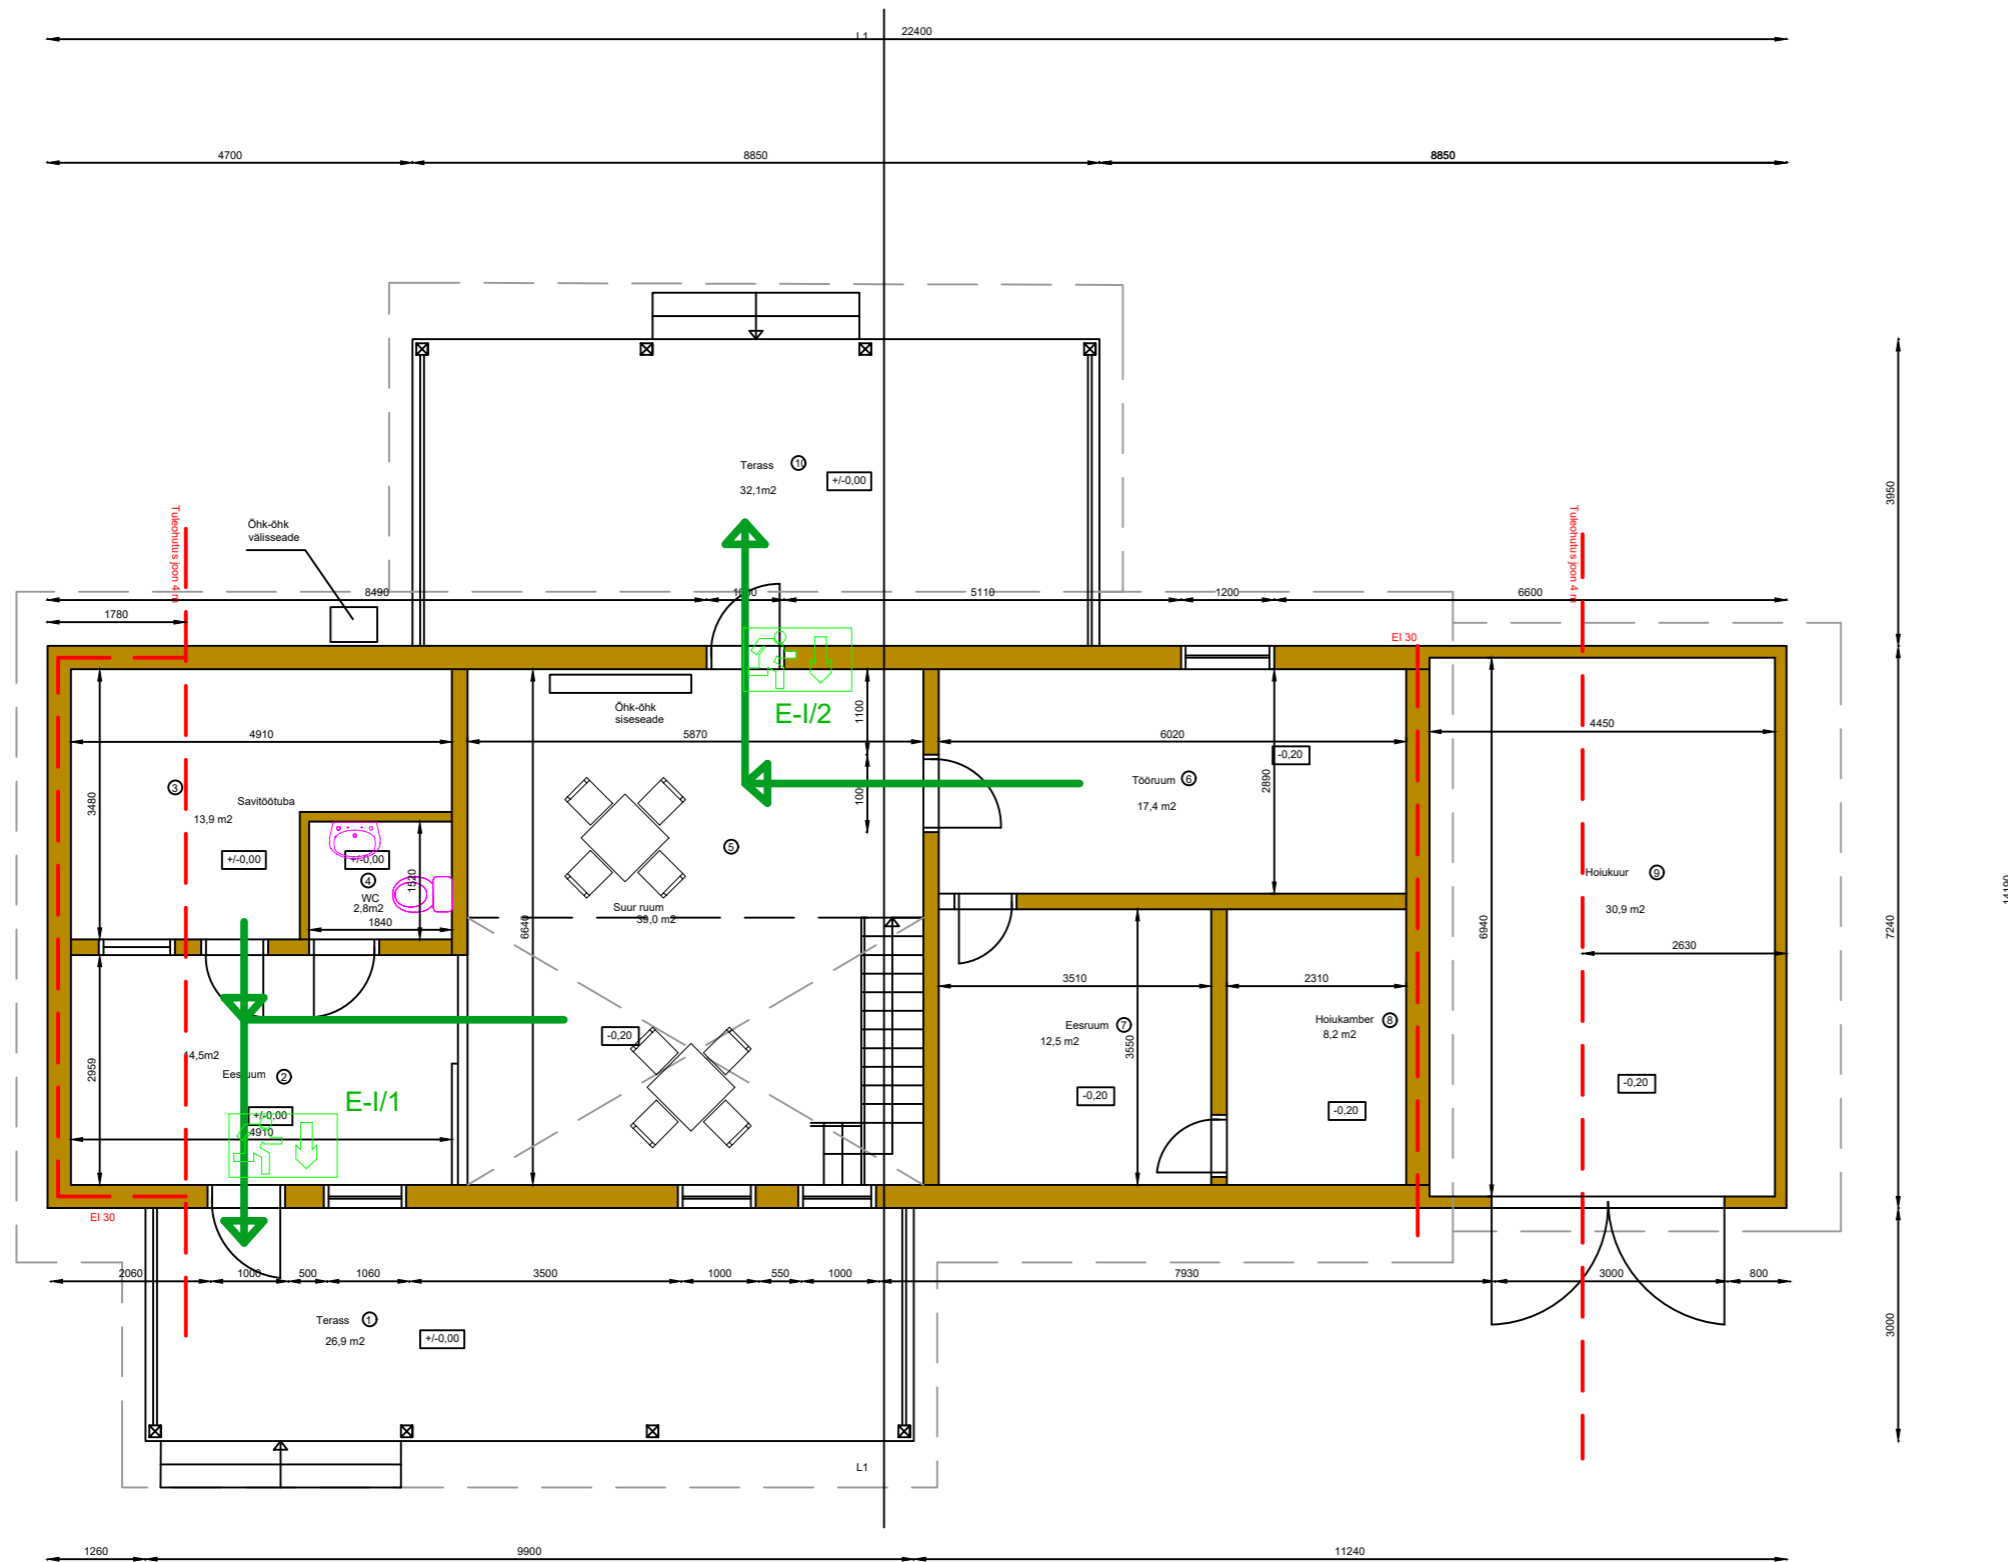 L1
22400
4700
8850
8850
Terass 10
32,1m2
+/-0,00
3950
Tuleohutus joon 4 m
Tuleohutus joon 4 m
Õhk-õhk
välisseade
8490
1000
5110
1200
6600
1780
EI 30
Õhk-õhk
siseseade
E-I/2
1100
4910
5870
6020
4450
-0,20
3480
3
Savitöötuba
13,9 m2
+/-0,00
+/-0,00
4
WC
2,8m2
1520
1840
1000
Tööruum 6
17,4 m2
2890
5
Suur ruum
39,0 m2
6640
Hoiukuur 9
30,9 m2
6940
7240
14190
2630
3510
2310
Eesruum 7
12,5 m2
3550
Hoiukamber 8
8,2 m2
-0,20
-0,20
-0,20
-0,20
2959
14,5m2
Eesruum 2
E-I/1
+/-0,00
4910
EI 30
2060
1000
500
1060
3500
1000
550
1000
7930
3000
800
Terass 1
26,9 m2
+/-0,00
3000
L1
1260
9900
11240